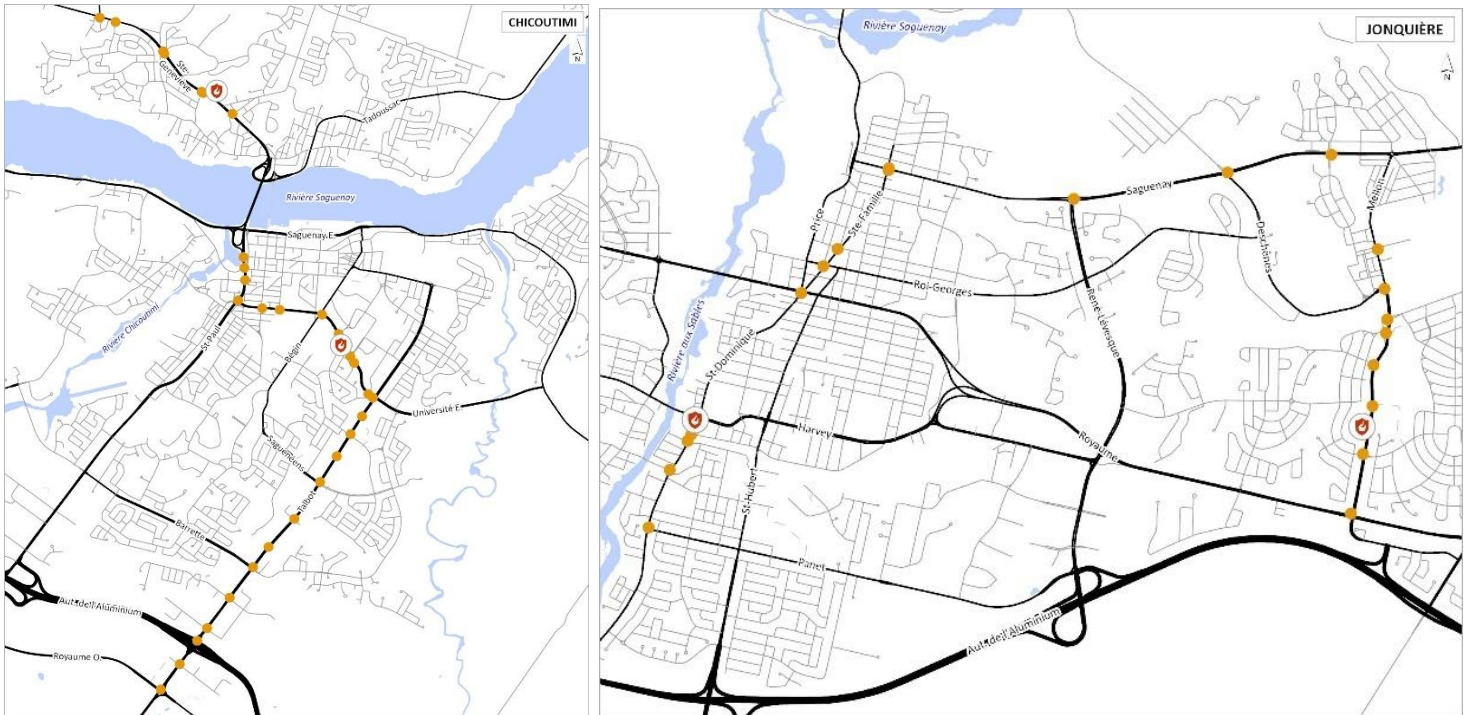 CHICOUTIMI
N
Ste-
Geneviève
Tadoussac
Rivière Saguenay
Saguenay E.
Rivière Chicoutimi
St-Paul
Bégin
Université E.
Saguenéens
Talbot
Barrette
Aut. de l'Aluminium
Royaume O.
JONQUIÈRE
N
Rivière Saguenay
Saguenay
Mellon
Price
Ste-Famille
Deschênes
Roi-Georges
René-Lévesque
Rivière aux Sables
St-Dominique
Harvey
Royaume
St-Hubert
Panet
Aut. de l'Aluminium